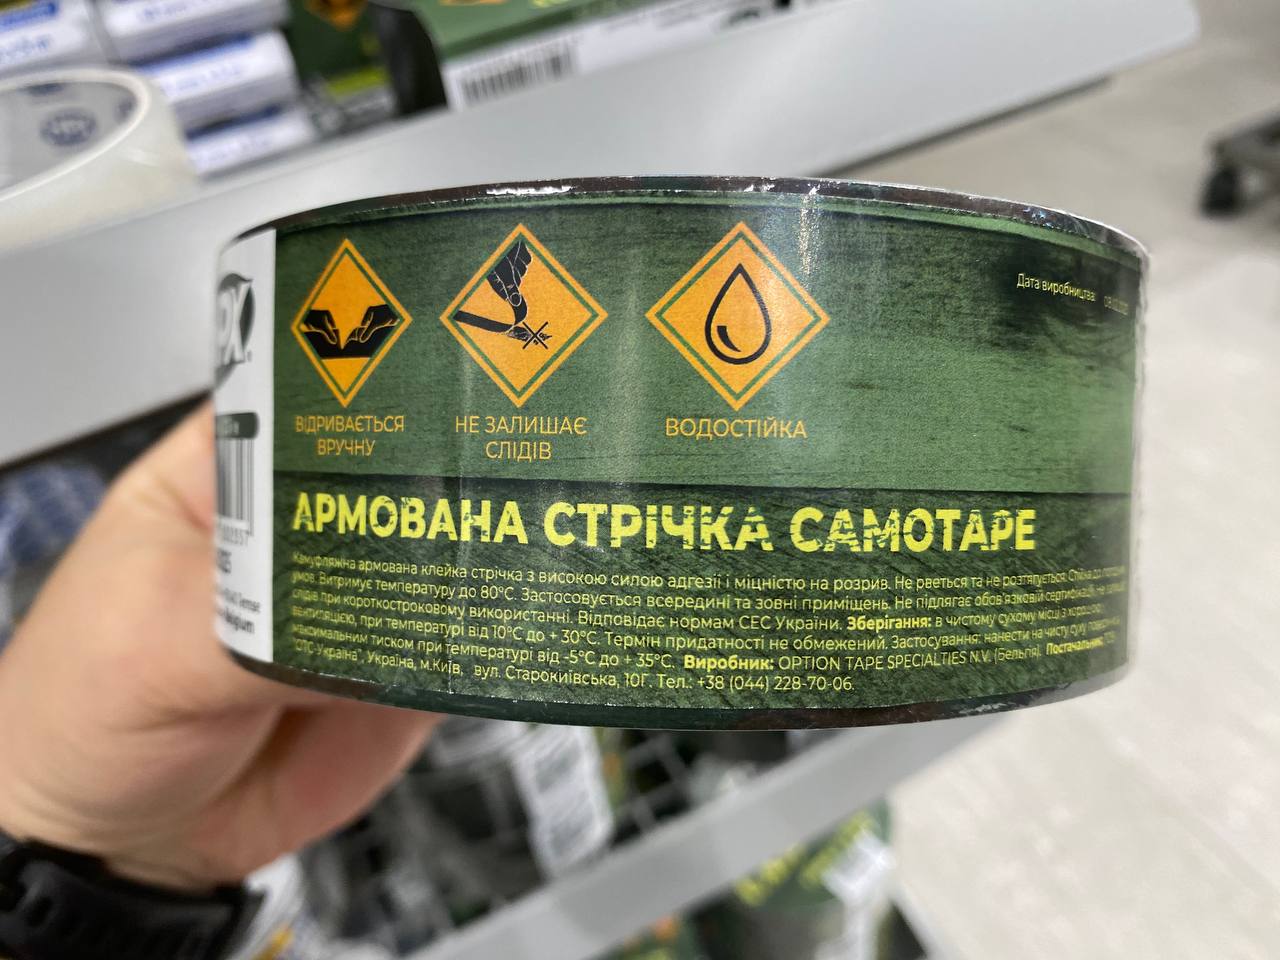 Дата виробництва:
ВІДРИВАЄТЬСЯ
ВРУЧНУ
НЕ ЗАЛИШАЄ
СЛІДІВ
ВОДОСТІЙКА
АРМОВАНА СТРІЧКА CAMOTAPE
Камуфляжна армована клейка стрічка з високою силою адгезії і міцністю на розрив. Не рветься та не розтягується. Стійка до
умов. Витримує температуру до 80°C. Застосовується всередині та зовні приміщень. Не підлягає обов'язковій сертифікації. Не
слідів при короткостроковому використанні. Відповідає нормам СЕС України. Зберігання: в чистому сухому місці з хорошою
вентиляцією, при температурі від 10°C до + 30°C. Термін придатності не обмежений. Застосування: нанести на чисту суху
максимальним тиском при температурі від -5°C до + 35°C. Виробник: OPTION TAPE SPECIALTIES N.V. (Бельгія). Постачальник:
"ОТС-Україна", Україна, м.Київ, вул. Старокиївська, 10Г. Тел.: +38 (044) 228-70-06.